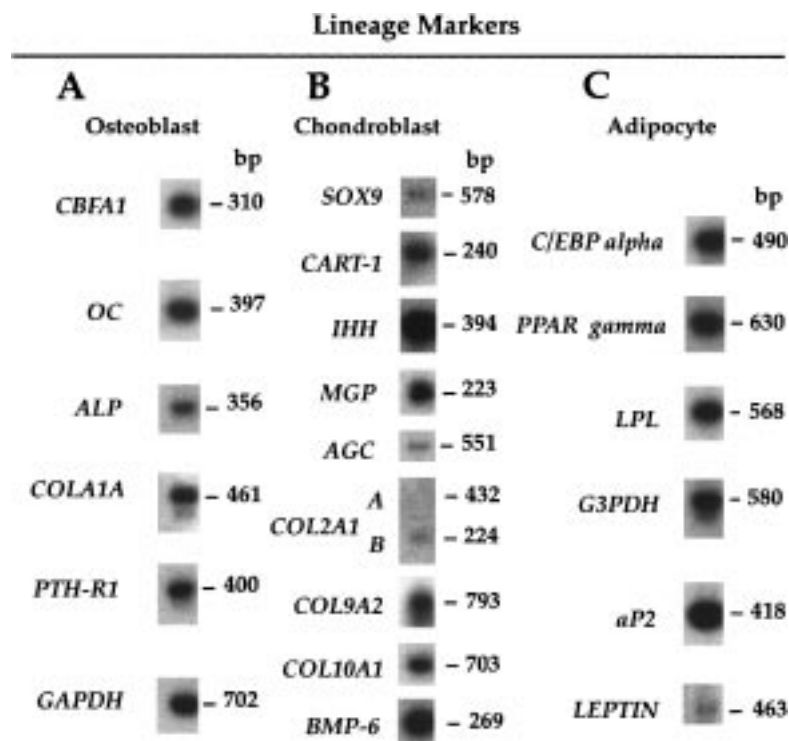 Lineage Markers
A
Osteoblast
bp
CBFA1 – 310
OC – 397
ALP – 356
COLA1A – 461
PTH-R1 – 400
GAPDH – 702
B
Chondroblast
bp
SOX9 – 578
CART-1 – 240
IHH – 394
MGP – 223
AGC – 551
A – 432
COL2A1
B – 224
COL9A2 – 793
COL10A1 – 703
BMP-6 – 269
C
Adipocyte
bp
C/EBP alpha – 490
PPAR gamma – 630
LPL – 568
G3PDH – 580
aP2 – 418
LEPTIN – 463